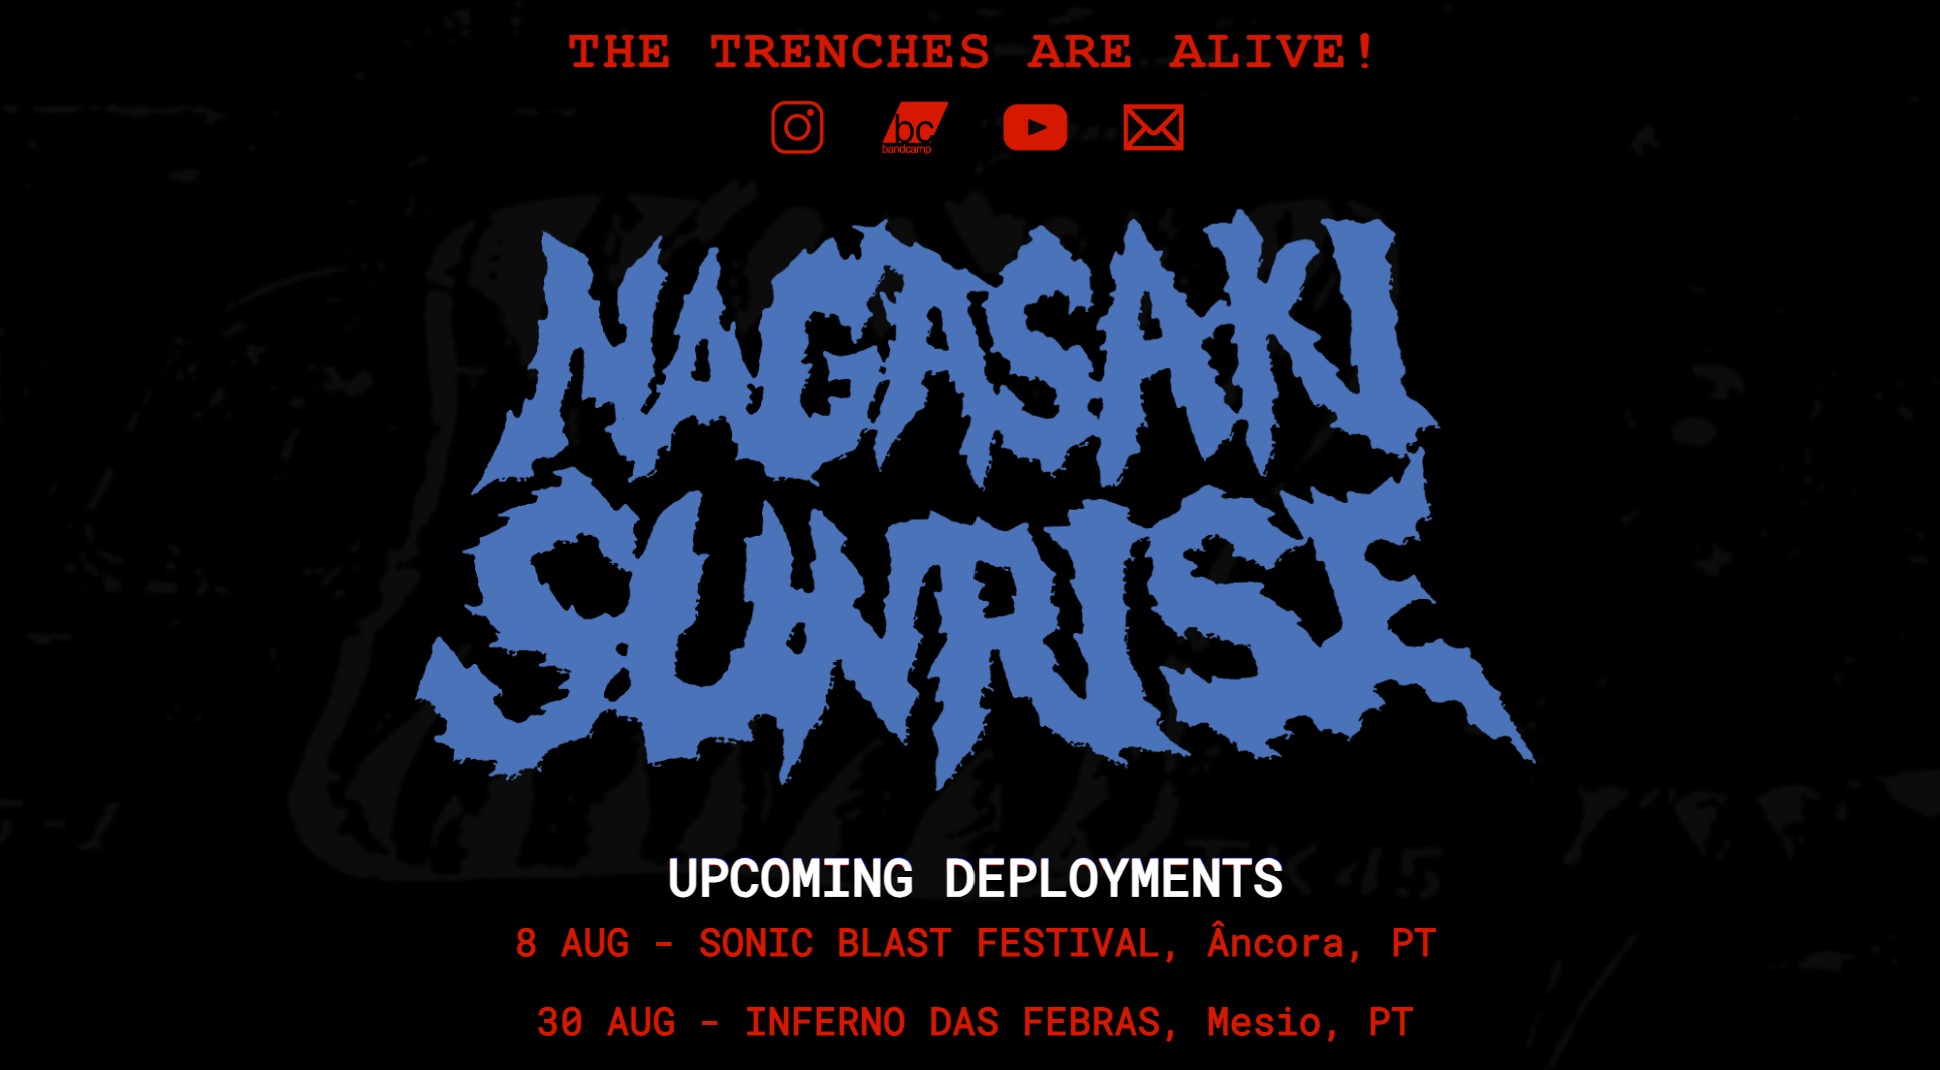 THE TRENCHES ARE ALIVE!
bc
bandcamp
NAGASAKI
SUNRISE
UPCOMING DEPLOYMENTS
8 AUG - SONIC BLAST FESTIVAL, Âncora, PT
30 AUG - INFERNO DAS FEBRAS, Mesio, PT